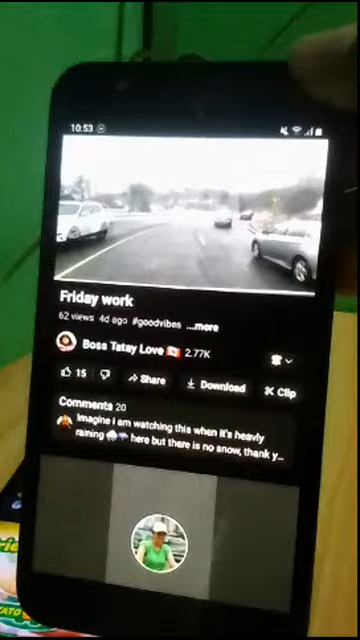 10:53
Friday work
62 views 4d ago #goodvibes ...more
Boss Tatay Love 2.77K
15 Share Download Clip
Comments 20
Imagine I am watching this when it's heavly
raining here but there is no snow, thank y...